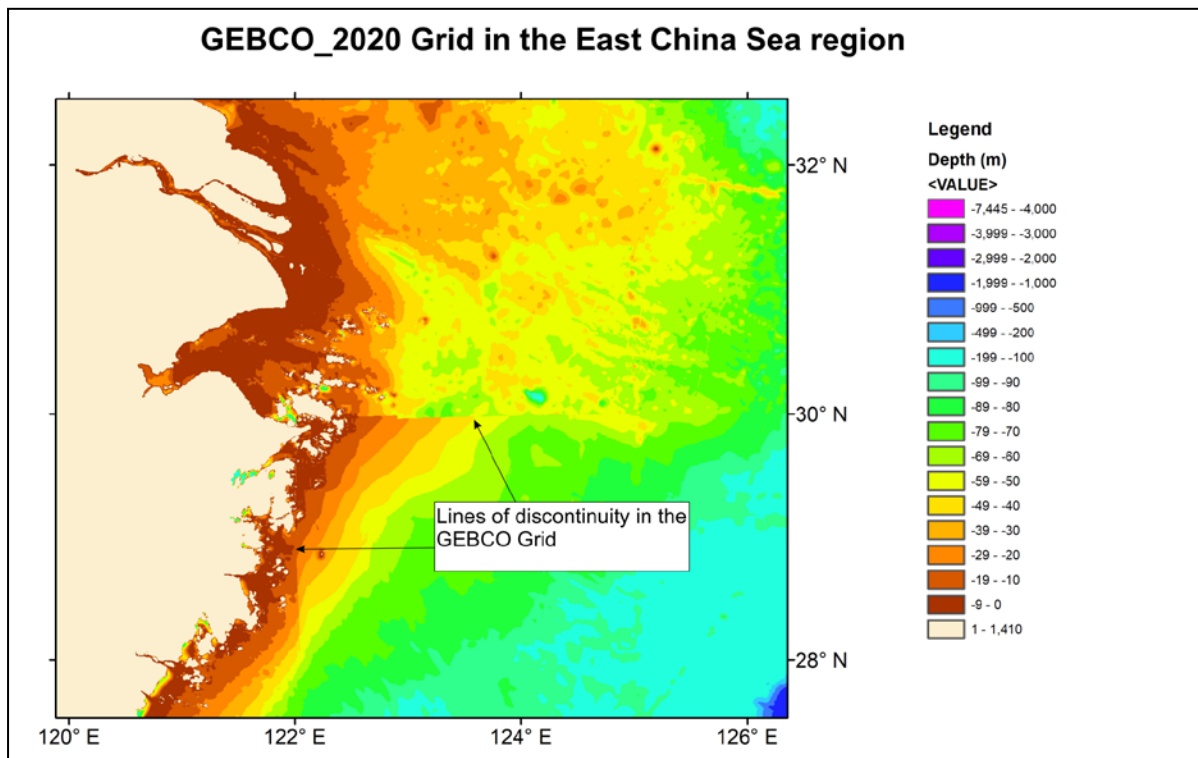 GEBCO_2020 Grid in the East China Sea region
Legend
Depth (m)
<VALUE>
-7,445 - -4,000
-3,999 - -3,000
-2,999 - -2,000
-1,999 - -1,000
-999 - -500
-499 - -200
-199 - -100
-99 - -90
-89 - -80
-79 - -70
-69 - -60
-59 - -50
-49 - -40
-39 - -30
-29 - -20
-19 - -10
-9 - 0
1 - 1,410
32° N
30° N
28° N
Lines of discontinuity in the
GEBCO Grid
120° E
122° E
124° E
126° E